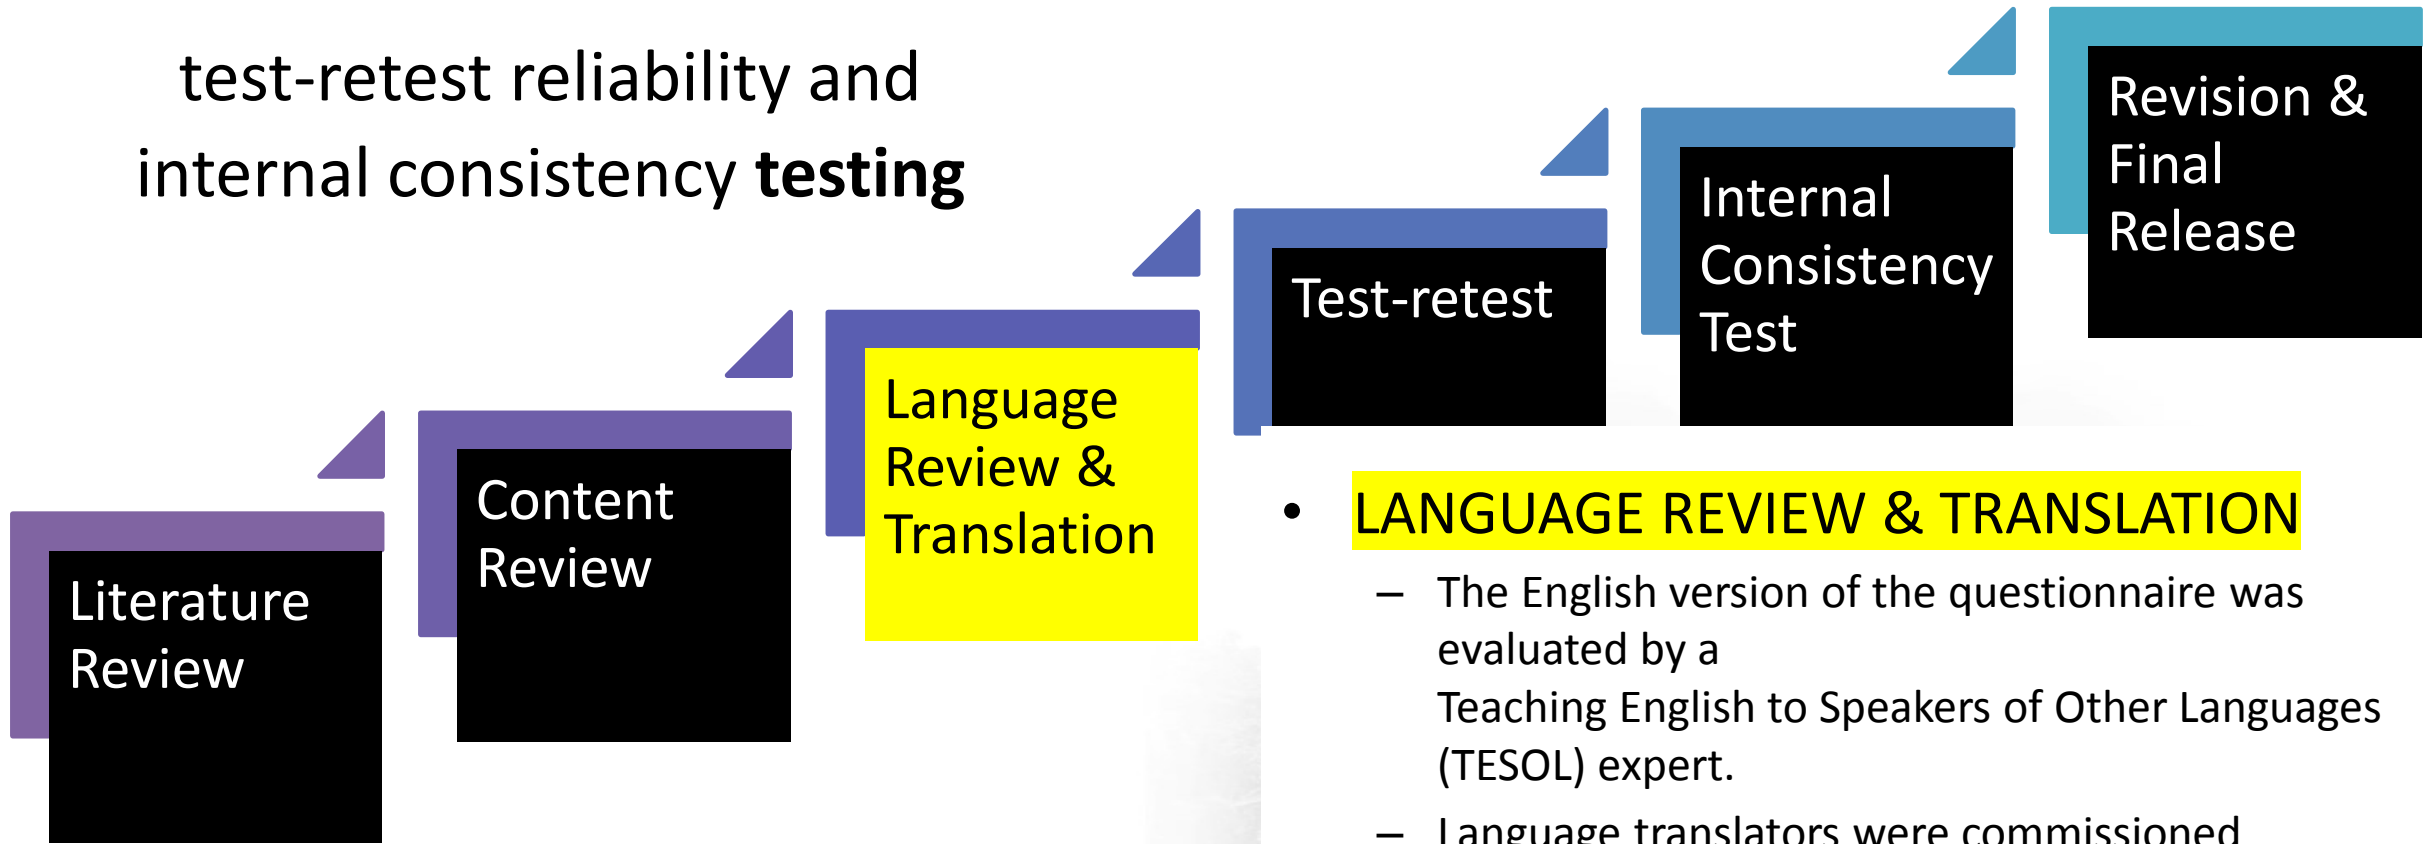 test-retest reliability and
internal consistency testing
Literature
Review
Content
Review
Language
Review &
Translation
Test-retest
Internal
Consistency
Test
Revision &
Final
Release
• LANGUAGE REVIEW & TRANSLATION
– The English version of the questionnaire was
evaluated by a
Teaching English to Speakers of Other Languages
(TESOL) expert.
– Language translators were commissioned